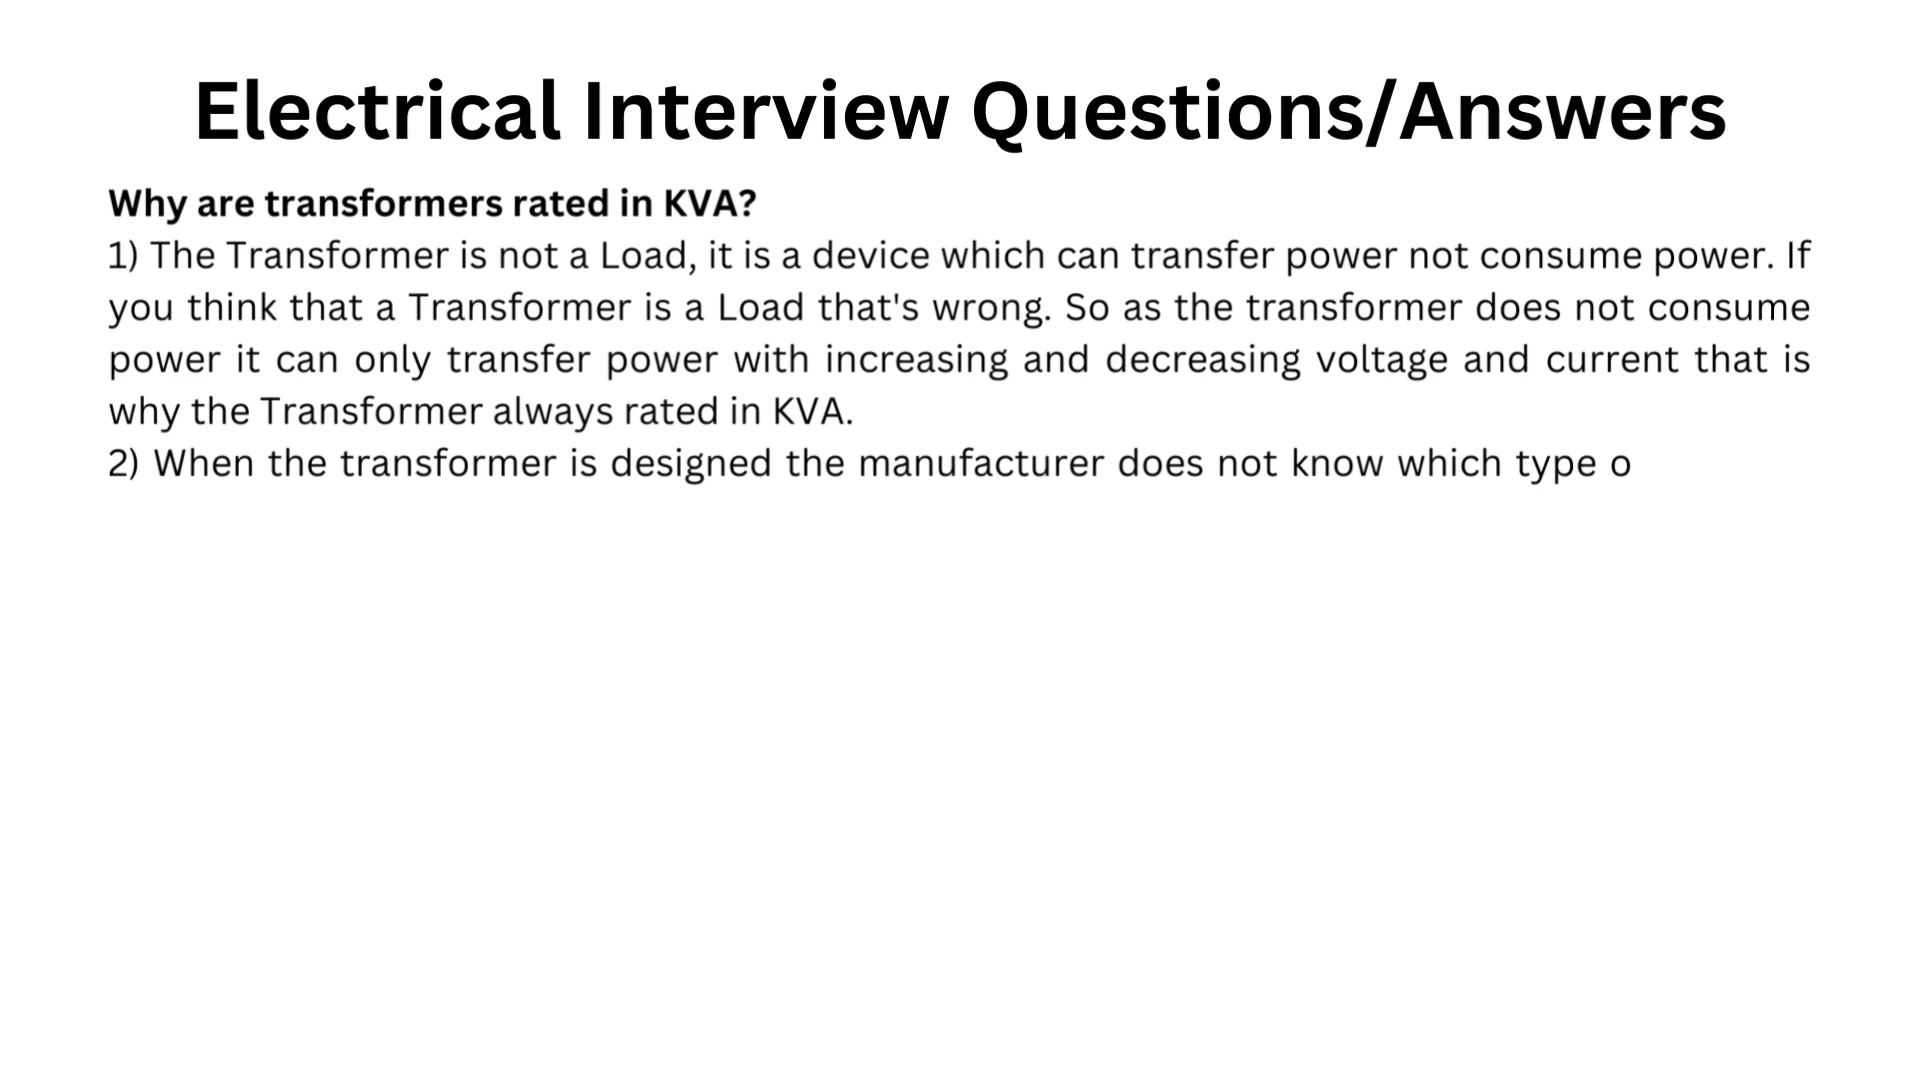 Electrical Interview Questions/Answers
Why are transformers rated in KVA?
1) The Transformer is not a Load, it is a device which can transfer power not consume power. If
you think that a Transformer is a Load that's wrong. So as the transformer does not consume
power it can only transfer power with increasing and decreasing voltage and current that is
why the Transformer always rated in KVA.
2) When the transformer is designed the manufacturer does not know which type o